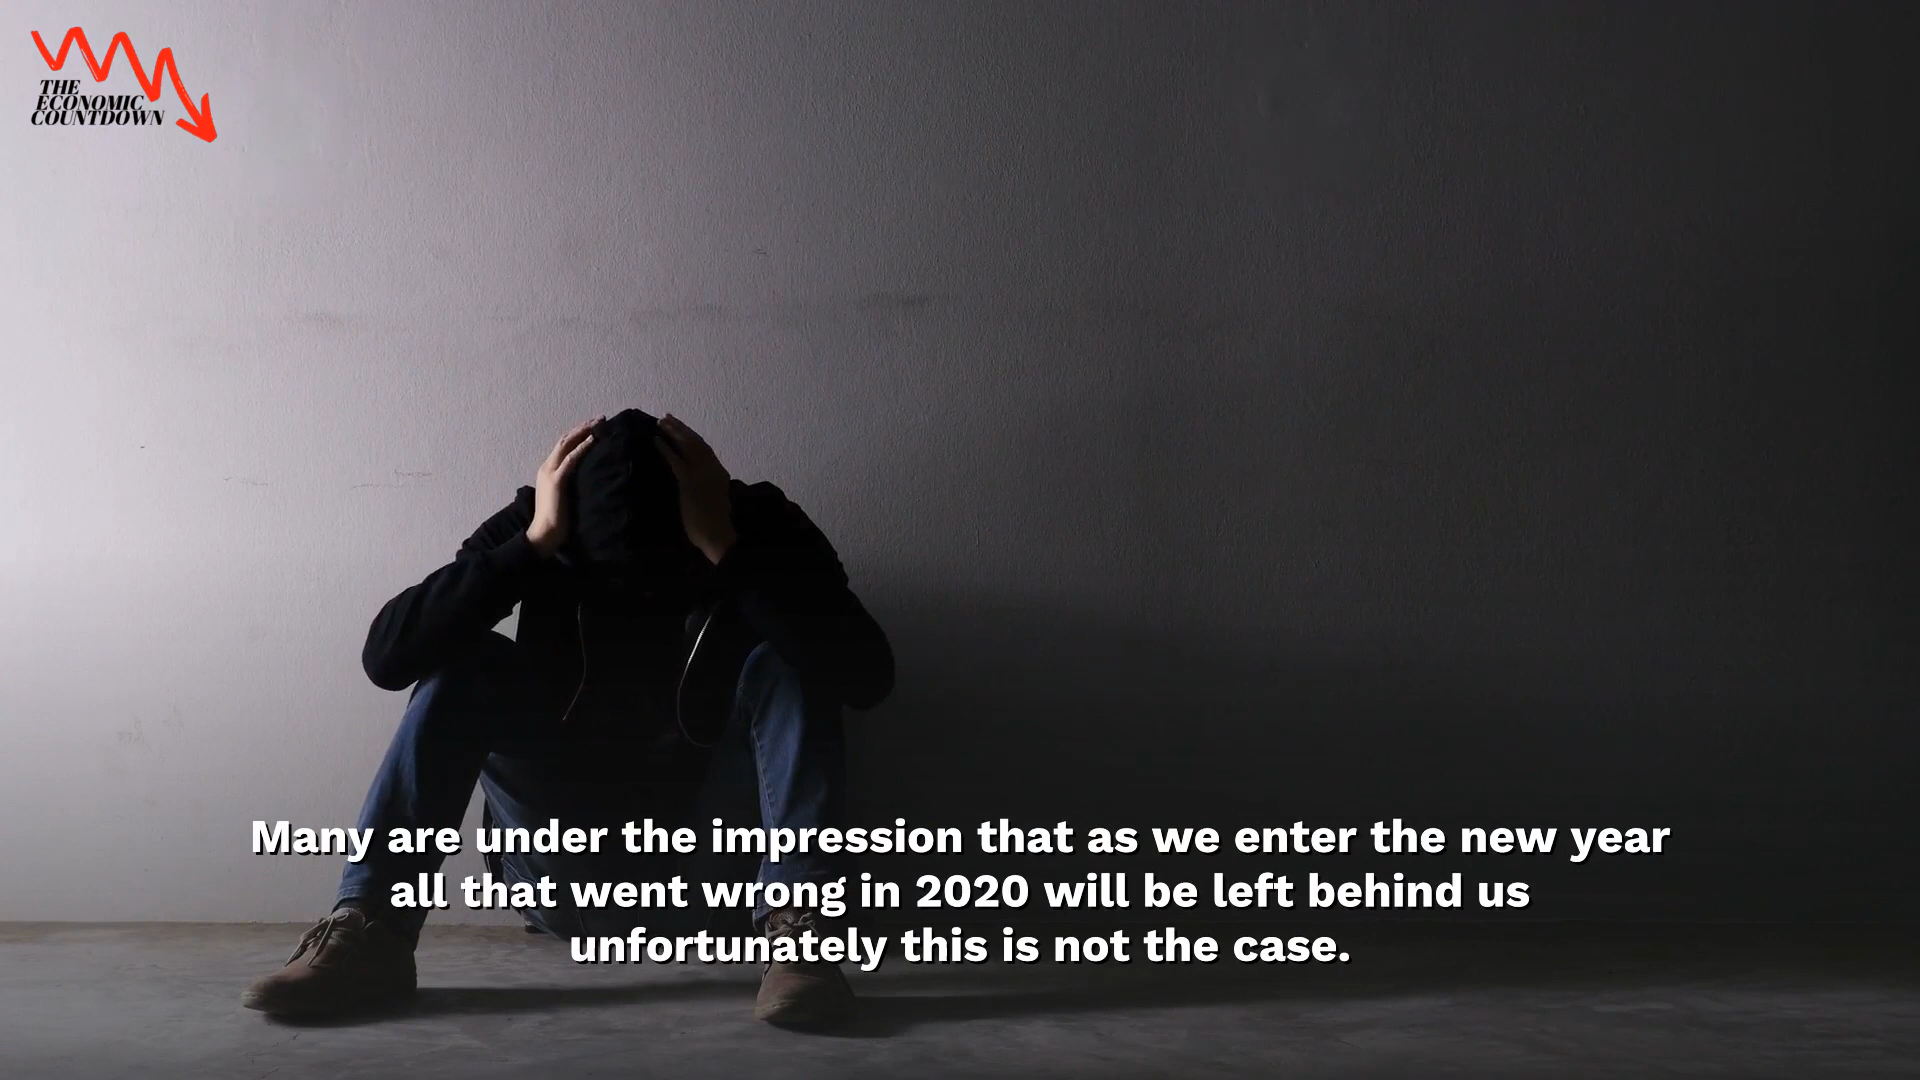 THE
ECONOMIC
COUNTDOWN
Many are under the impression that as we enter the new year
all that went wrong in 2020 will be left behind us
unfortunately this is not the case.